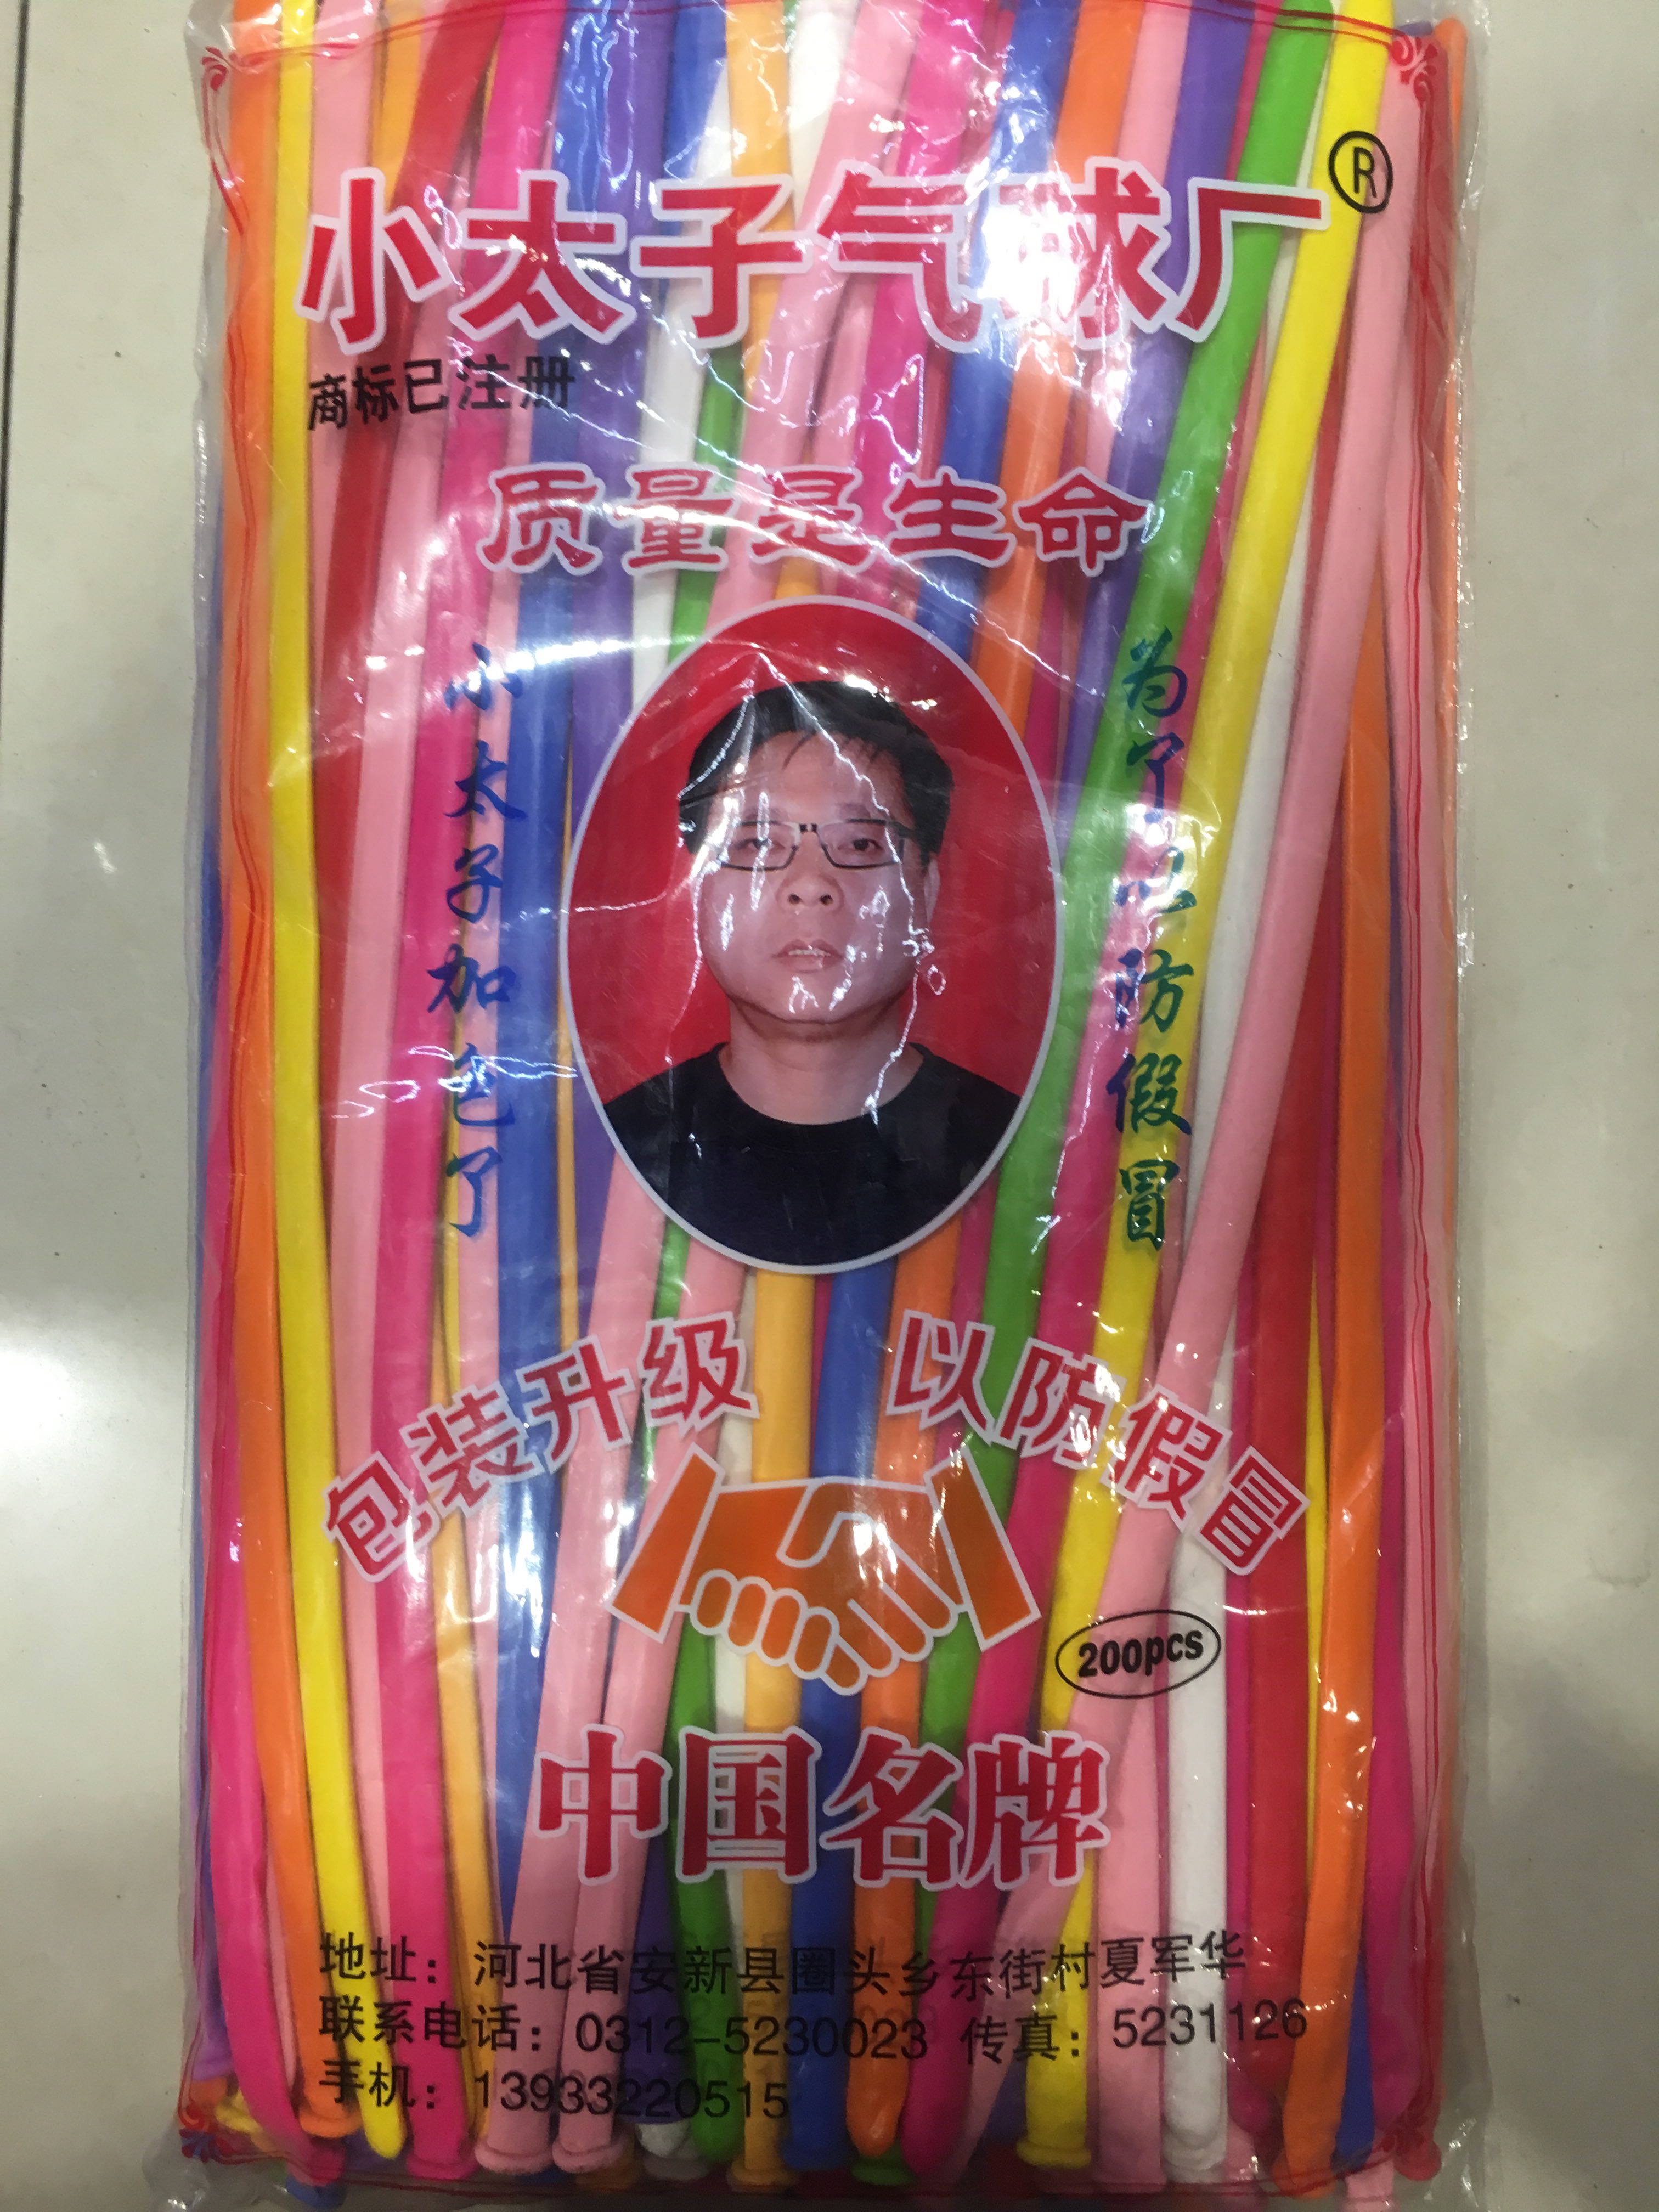 小太子气球厂®
商标已注册
质量是生命
小太子加包了
为了以防假冒
包装升级 以防假冒
200pcs
中国名牌
地址：河北省安新县圈头乡东街村夏军华
联系电话：0312-5230023 传真：5231126
手机：13933220515